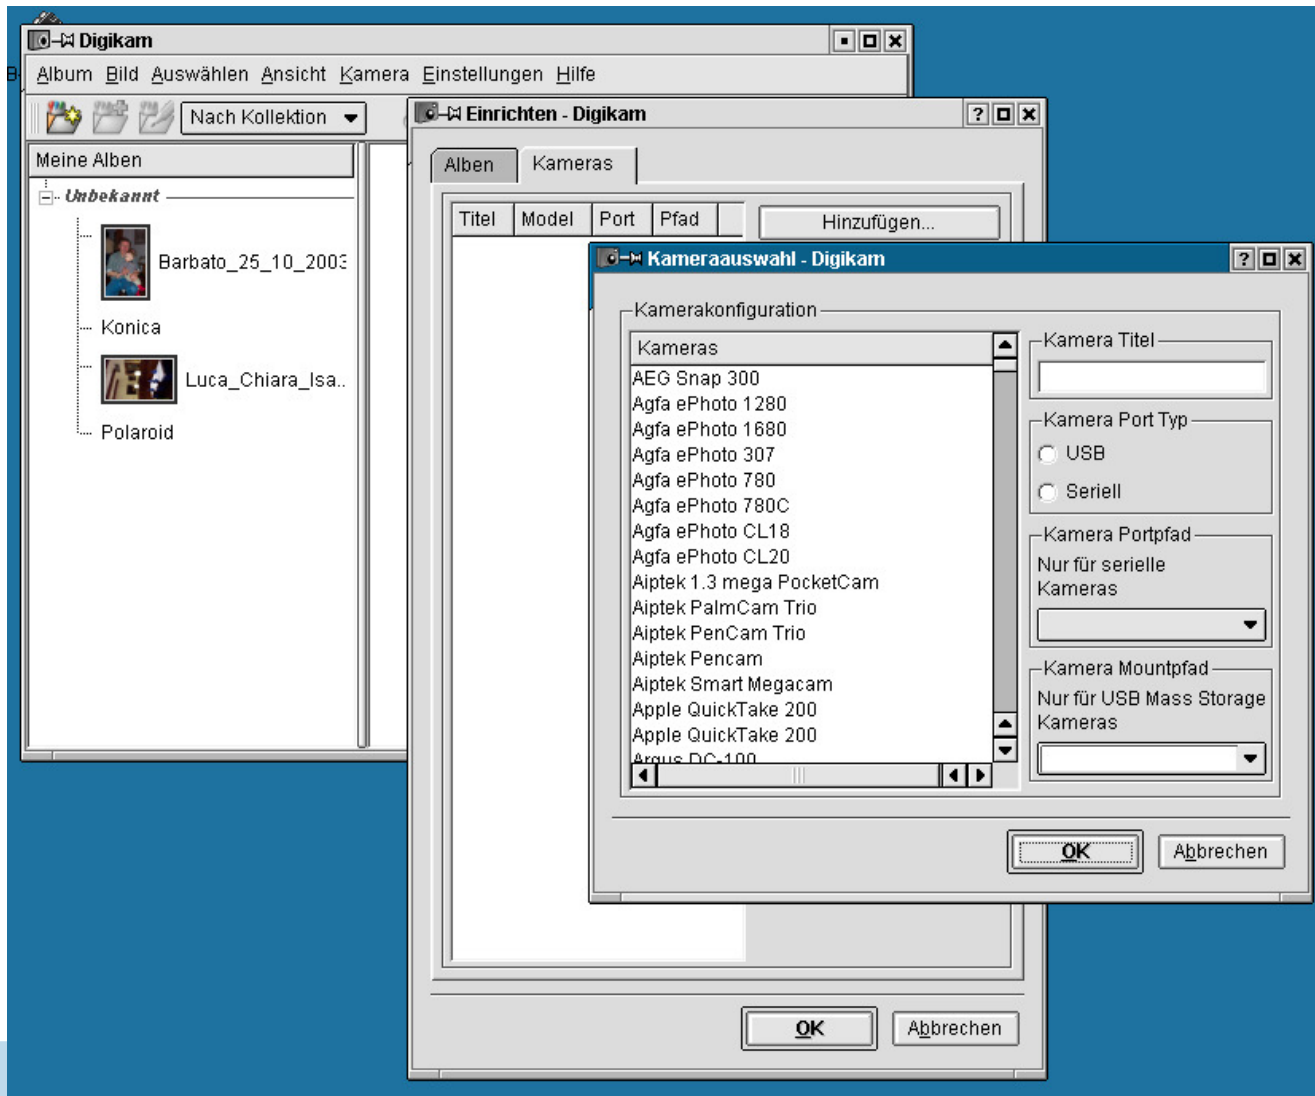 Digikam
Album Bild Auswählen Ansicht Kamera Einstellungen Hilfe
Nach Kollektion
Meine Alben
Unbekannt
Barbato_25_10_2003
Konica
Luca_Chiara_Isa..
Polaroid
Einrichten - Digikam
Alben Kameras
Titel Model Port Pfad
Hinzufügen...
Kameraauswahl - Digikam
Kamerakonfiguration
Kameras
AEG Snap 300
Agfa ePhoto 1280
Agfa ePhoto 1680
Agfa ePhoto 307
Agfa ePhoto 780
Agfa ePhoto 780C
Agfa ePhoto CL18
Agfa ePhoto CL20
Aiptek 1.3 mega PocketCam
Aiptek PalmCam Trio
Aiptek PenCam Trio
Aiptek Pencam
Aiptek Smart Megacam
Apple QuickTake 200
Apple QuickTake 200
Argus DC-100
Kamera Titel
Kamera Port Typ
USB
Seriell
Kamera Portpfad
Nur für serielle
Kameras
Kamera Mountpfad
Nur für USB Mass Storage
Kameras
OK Abbrechen
OK Abbrechen